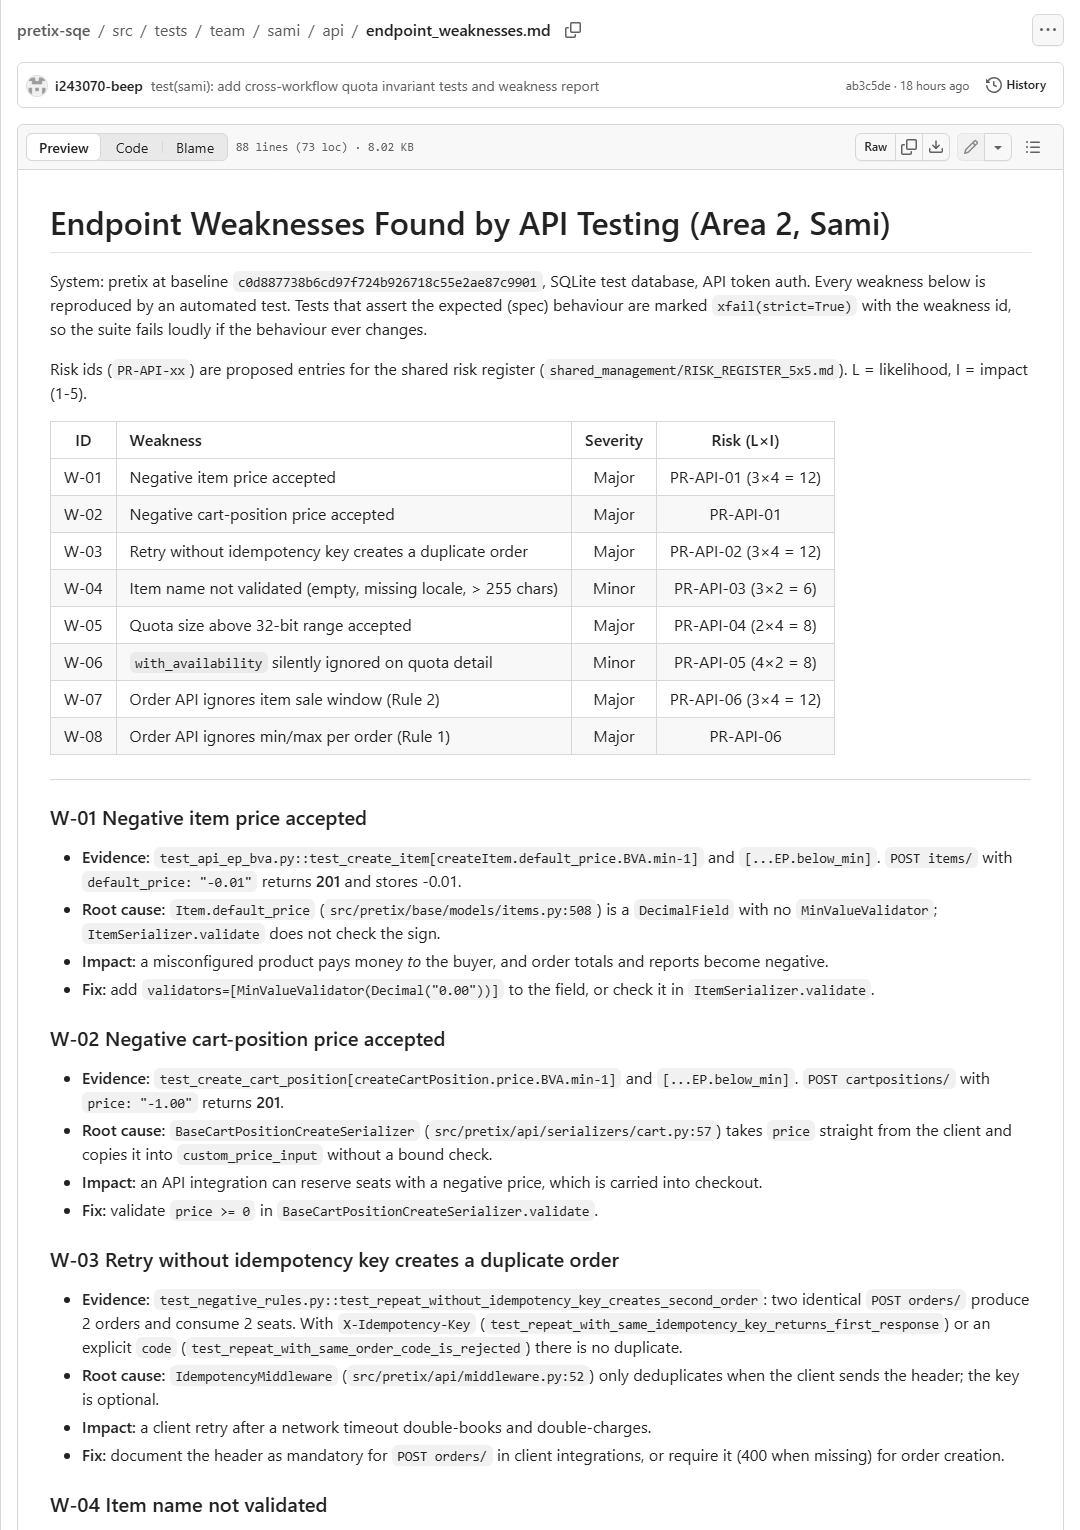 pretix-sqe / src / tests / team / sami / api / endpoint_weaknesses.md
i243070-beep test(sami): add cross-workflow quota invariant tests and weakness report ab3c5de · 18 hours ago History
Preview Code Blame 88 lines (73 loc) · 8.02 KB Raw
Endpoint Weaknesses Found by API Testing (Area 2, Sami)
System: pretix at baseline c0d887738b6cd97f724b926718c55e2ae87c9901 , SQLite test database, API token auth. Every weakness below is
reproduced by an automated test. Tests that assert the expected (spec) behaviour are marked xfail(strict=True) with the weakness id,
so the suite fails loudly if the behaviour ever changes.
Risk ids ( PR-API-xx ) are proposed entries for the shared risk register ( shared_management/RISK_REGISTER_5x5.md ). L = likelihood, I = impact
(1-5).
ID Weakness Severity Risk (L×I)
W-01 Negative item price accepted Major PR-API-01 (3×4 = 12)
W-02 Negative cart-position price accepted Major PR-API-01
W-03 Retry without idempotency key creates a duplicate order Major PR-API-02 (3×4 = 12)
W-04 Item name not validated (empty, missing locale, > 255 chars) Minor PR-API-03 (3×2 = 6)
W-05 Quota size above 32-bit range accepted Major PR-API-04 (2×4 = 8)
W-06 with_availability silently ignored on quota detail Minor PR-API-05 (4×2 = 8)
W-07 Order API ignores item sale window (Rule 2) Major PR-API-06 (3×4 = 12)
W-08 Order API ignores min/max per order (Rule 1) Major PR-API-06
W-01 Negative item price accepted
• Evidence: test_api_ep_bva.py::test_create_item[createItem.default_price.BVA.min-1] and [...EP.below_min] . POST items/ with
default_price: "-0.01" returns 201 and stores -0.01.
• Root cause: Item.default_price ( src/pretix/base/models/items.py:508 ) is a DecimalField with no MinValueValidator ;
ItemSerializer.validate does not check the sign.
• Impact: a misconfigured product pays money to the buyer, and order totals and reports become negative.
• Fix: add validators=[MinValueValidator(Decimal("0.00"))] to the field, or check it in ItemSerializer.validate .
W-02 Negative cart-position price accepted
• Evidence: test_create_cart_position[createCartPosition.price.BVA.min-1] and [...EP.below_min] . POST cartpositions/ with
price: "-1.00" returns 201.
• Root cause: BaseCartPositionCreateSerializer ( src/pretix/api/serializers/cart.py:57 ) takes price straight from the client and
copies it into custom_price_input without a bound check.
• Impact: an API integration can reserve seats with a negative price, which is carried into checkout.
• Fix: validate price >= 0 in BaseCartPositionCreateSerializer.validate .
W-03 Retry without idempotency key creates a duplicate order
• Evidence: test_negative_rules.py::test_repeat_without_idempotency_key_creates_second_order : two identical POST orders/ produce
2 orders and consume 2 seats. With X-Idempotency-Key ( test_repeat_with_same_idempotency_key_returns_first_response ) or an
explicit code ( test_repeat_with_same_order_code_is_rejected ) there is no duplicate.
• Root cause: IdempotencyMiddleware ( src/pretix/api/middleware.py:52 ) only deduplicates when the client sends the header; the key
is optional.
• Impact: a client retry after a network timeout double-books and double-charges.
• Fix: document the header as mandatory for POST orders/ in client integrations, or require it (400 when missing) for order creation.
W-04 Item name not validated